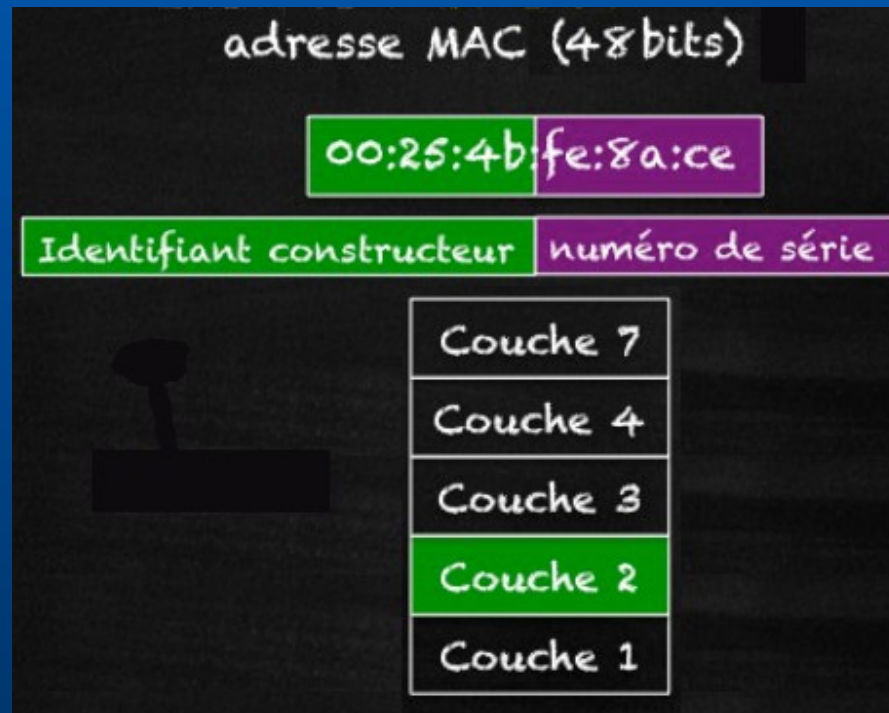 adresse MAC (48bits)
00:25:4b:fe:8a:ce
Identifiant constructeur numéro de série
Couche 7
Couche 4
Couche 3
Couche 2
Couche 1